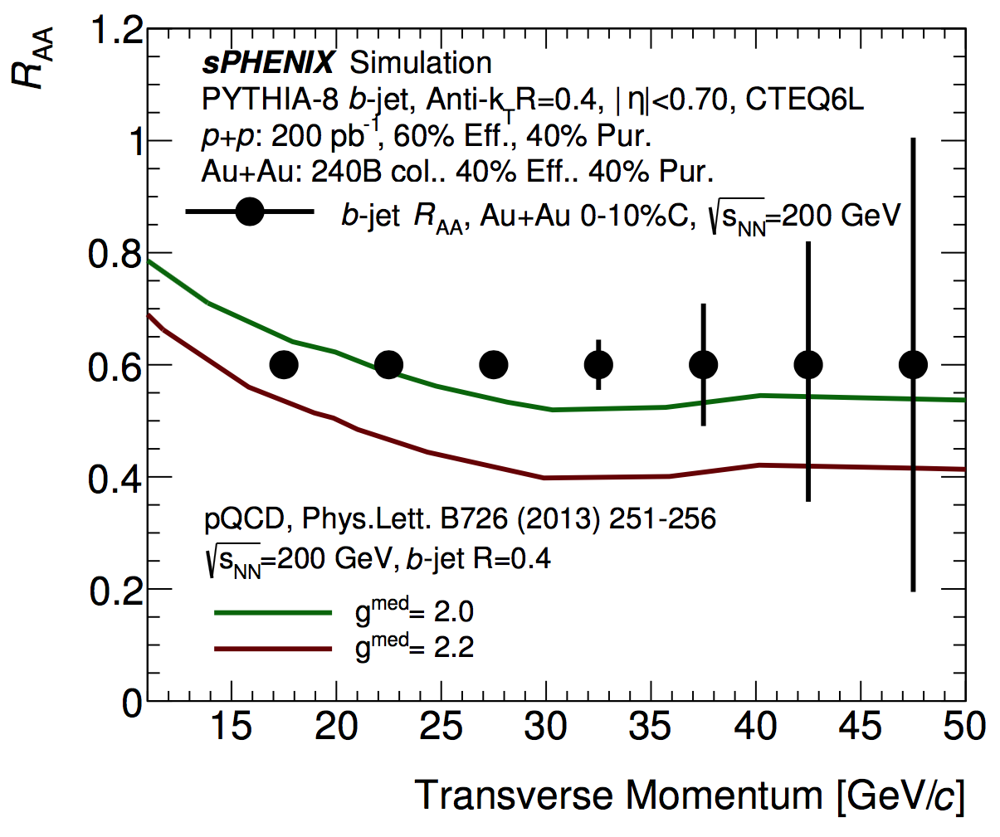 R_AA
1.2
1
0.8
0.6
0.4
0.2
0
sPHENIX Simulation
PYTHIA-8 b-jet, Anti-k_T R=0.4, |η|<0.70, CTEQ6L
p+p: 200 pb⁻¹, 60% Eff., 40% Pur.
Au+Au: 240B col.. 40% Eff.. 40% Pur.
b-jet R_AA, Au+Au 0-10%C, √s_NN=200 GeV
pQCD, Phys.Lett. B726 (2013) 251-256
√s_NN=200 GeV, b-jet R=0.4
g^med= 2.0
g^med= 2.2
15 20 25 30 35 40 45 50
Transverse Momentum [GeV/c]